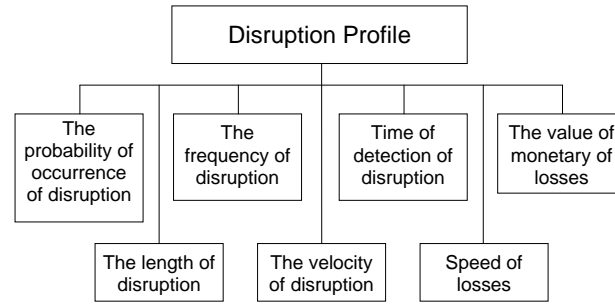 Disruption Profile
The
probability of
occurrence
of disruption
The
frequency of
disruption
Time of
detection of
disruption
The value of
monetary of
losses
The length of
disruption
The velocity
of disruption
Speed of
losses